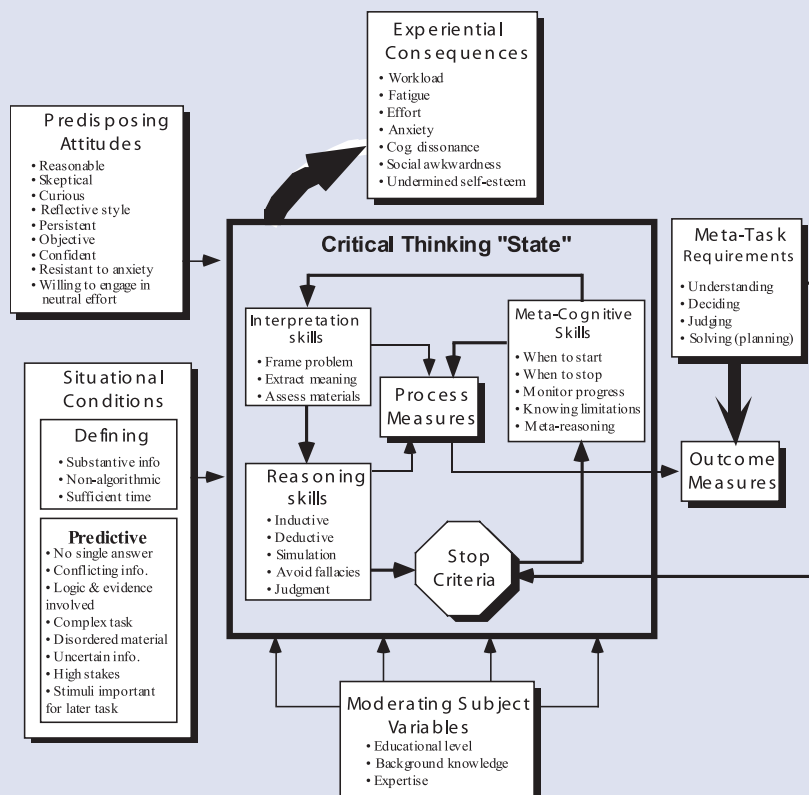 Experiential
Consequences
• Workload
• Fatigue
• Effort
• Anxiety
• Cog dissonance
• Social awkwardness
• Undermined self-esteem
Predisposing
Attitudes
• Reasonable
• Skeptical
• Curious
• Reflective style
• Persistent
• Objective
• Confident
• Resistant to anxiety
• Willing to engage in
neutral effort
Critical Thinking "State"
Interpretation
skills
• Frame problem
• Extract meaning
• Assess materials
Meta-Cognitive
Skills
• When to start
• When to stop
• Monitor progress
• Knowing limitations
• Meta-reasoning
Process
Measures
Reasoning
skills
• Inductive
• Deductive
• Simulation
• Avoid fallacies
• Judgment
Stop
Criteria
Meta-Task
Requirements
• Understanding
• Deciding
• Judging
• Solving (planning)
Outcome
Measures
Situational
Conditions
Defining
• Substantive info
• Non-algorithmic
• Sufficient time
Predictive
• No single answer
• Conflicting info.
• Logic & evidence
involved
• Complex task
• Disordered material
• Uncertain info.
• High stakes
• Stimuli important
for later task
Moderating Subject
Variables
• Educational level
• Background knowledge
• Expertise